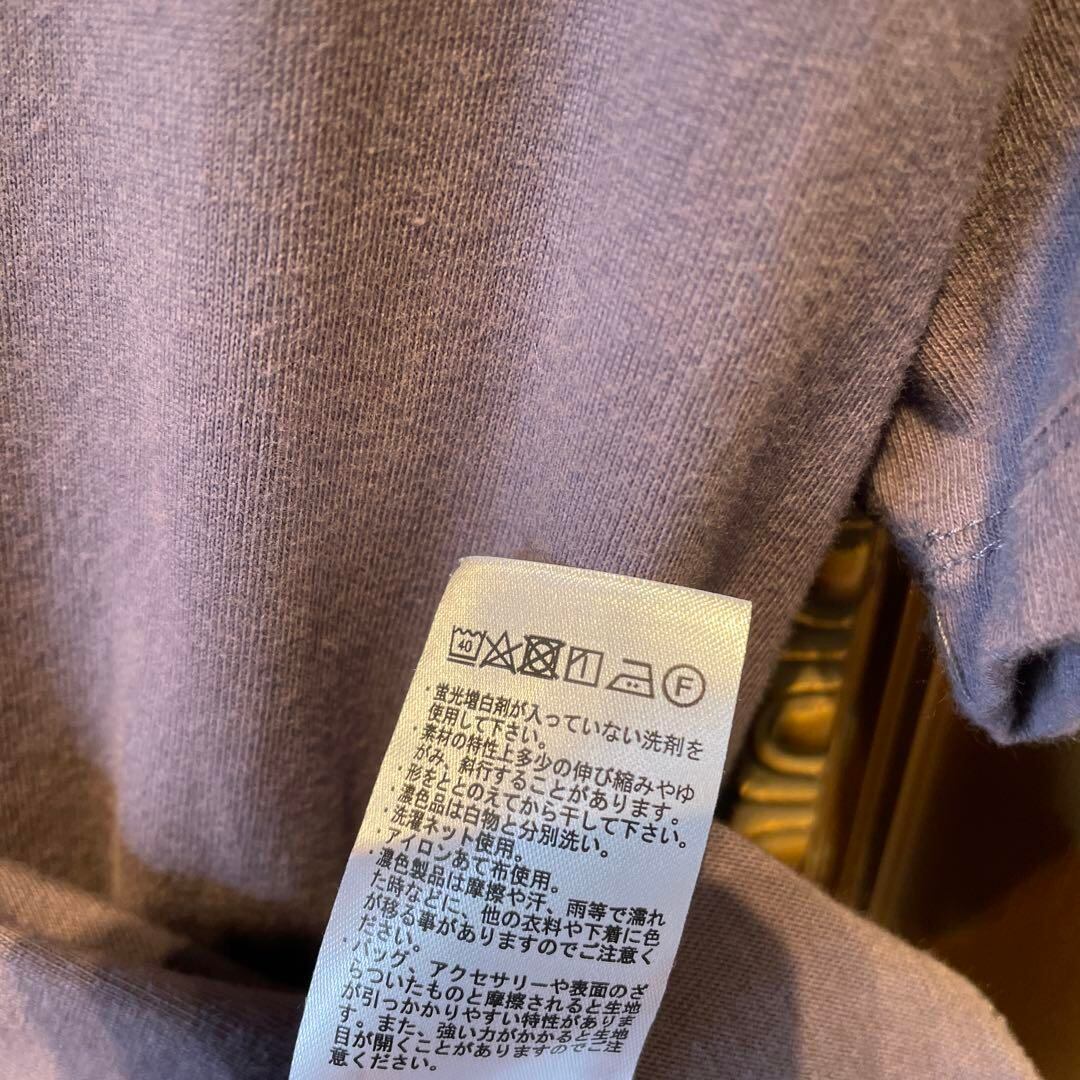 40 F
・蛍光増白剤が入っていない洗剤を
使用して下さい。
・素材の特性上多少の伸び縮みやゆ
がみ、斜行することがあります。
・形をととのえてから干して下さい。
・濃色品は白物と分別洗い。
・洗濯ネット使用。
・アイロンあて布使用。
・濃色製品は摩擦や汗、雨等で濡れ
た時などに、他の衣料や下着に色
が移る事がありますのでご注意く
ださい。
・バッグ、アクセサリーや表面のざ
らついたものと摩擦されると生地
が引っかかりやすい特性がありま
す。また、強い力がかかると生地
目が開くことがありますのでご注
意ください。